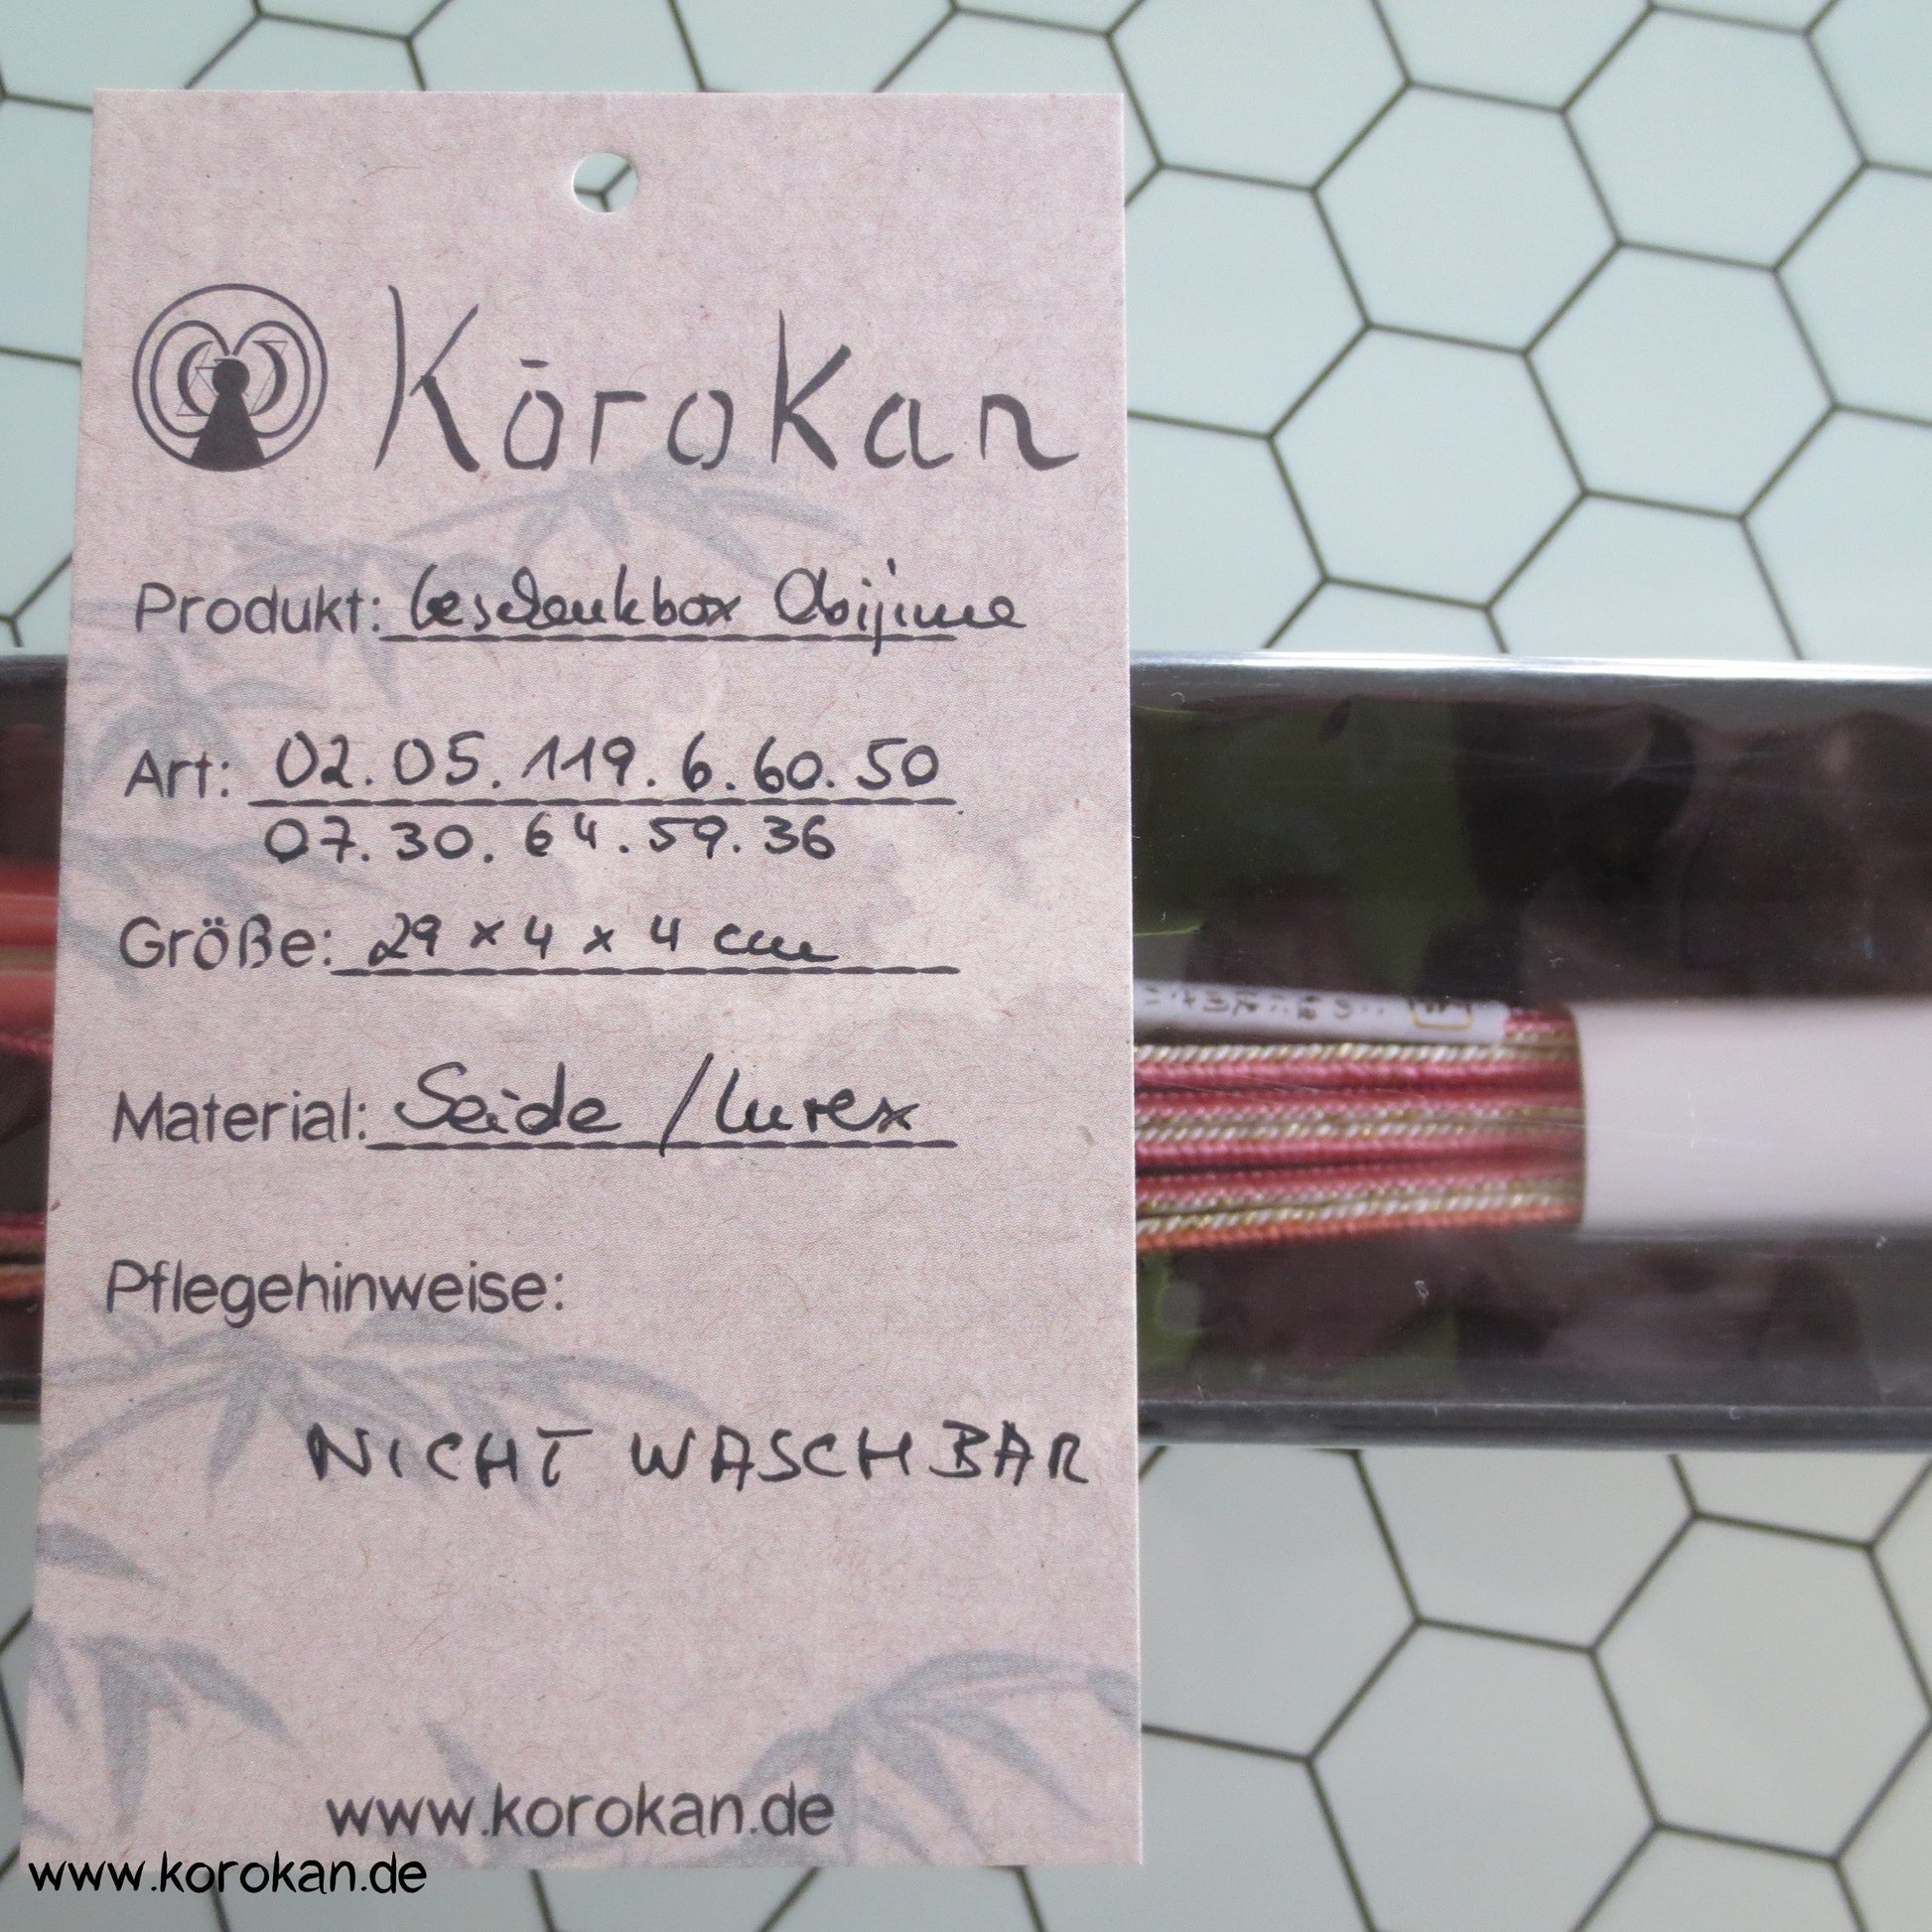 Kōrokan
Produkt: Geschenkbox Obijime
Art: 02.05.119.6.60.50
07.30.64.59.36
Größe: 29 x 4 x 4 cm
Material: Seide / Lurex
Pflegehinweise:
NICHT WASCHBAR
www.korokan.de
www.korokan.de